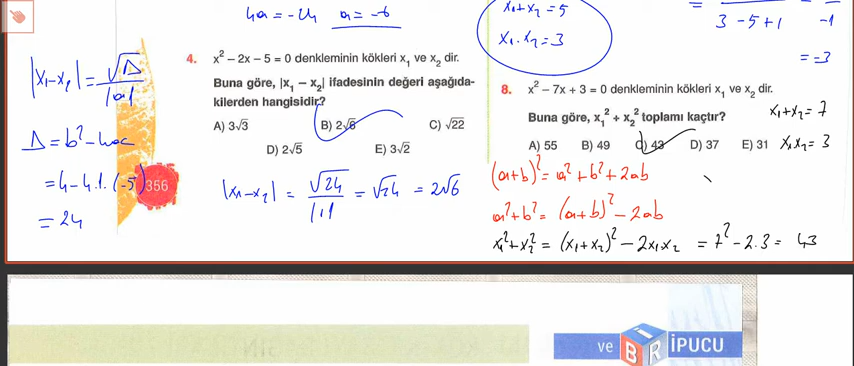 4a = -24   a = -6
x₁+x₂ = 5
x₁.x₂ = 3
=
3 - 5 + 1
-1
= -3
|x₁-x₂| = √Δ / |a|
Δ = b² - 4ac
= 4 - 4.1.(-5)
= 24
356
4. x² – 2x – 5 = 0 denkleminin kökleri x₁ ve x₂ dir.
Buna göre, |x₁ – x₂| ifadesinin değeri aşağıda-
kilerden hangisidir?
A) 3√3   B) 2√6   C) √22
D) 2√5   E) 3√2
|x₁-x₂| = √24 / |1| = √24 = 2√6
8. x² – 7x + 3 = 0 denkleminin kökleri x₁ ve x₂ dir.
Buna göre, x₁² + x₂² toplamı kaçtır?
x₁+x₂ = 7
A) 55   B) 49   C) 43   D) 37   E) 31
x₁x₂ = 3
(a+b)² = a² + b² + 2ab
a² + b² = (a+b)² - 2ab
x₁² + x₂² = (x₁+x₂)² - 2x₁x₂ = 7² - 2.3 = 43
ve BİR İPUCU